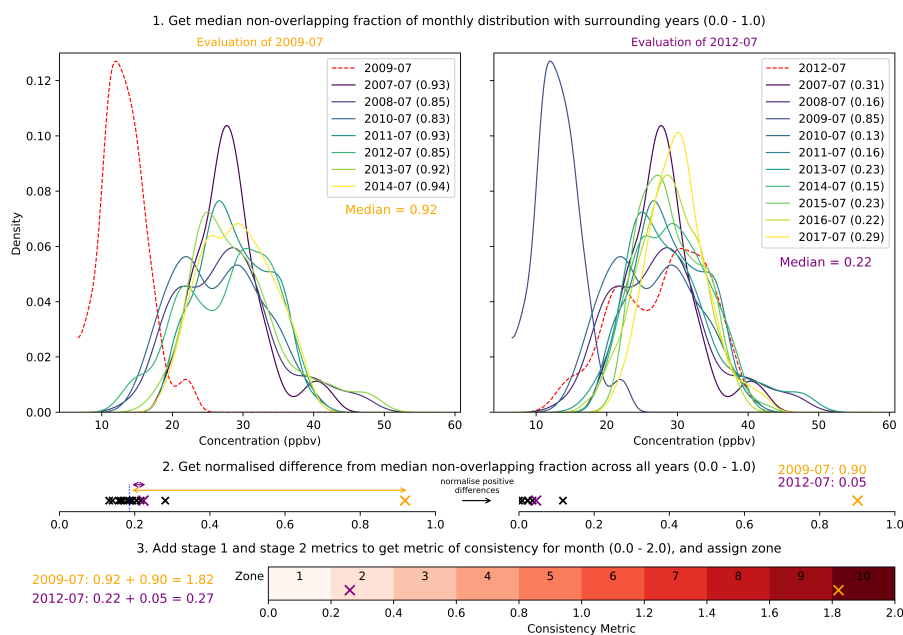 1. Get median non-overlapping fraction of monthly distribution with surrounding years (0.0 - 1.0)
Evaluation of 2009-07
Evaluation of 2012-07
Density
0.12
0.10
0.08
0.06
0.04
0.02
0.00
2009-07
2007-07 (0.93)
2008-07 (0.85)
2010-07 (0.83)
2011-07 (0.93)
2012-07 (0.85)
2013-07 (0.92)
2014-07 (0.94)
Median = 0.92
10 20 30 40 50 60
Concentration (ppbv)
2012-07
2007-07 (0.31)
2008-07 (0.16)
2009-07 (0.85)
2010-07 (0.13)
2011-07 (0.16)
2013-07 (0.23)
2014-07 (0.15)
2015-07 (0.23)
2016-07 (0.22)
2017-07 (0.29)
Median = 0.22
10 20 30 40 50 60
Concentration (ppbv)
2. Get normalised difference from median non-overlapping fraction across all years (0.0 - 1.0)
2009-07: 0.90
2012-07: 0.05
normalise positive
differences
0.0 0.2 0.4 0.6 0.8 1.0
0.0 0.2 0.4 0.6 0.8 1.0
3. Add stage 1 and stage 2 metrics to get metric of consistency for month (0.0 - 2.0), and assign zone
2009-07: 0.92 + 0.90 = 1.82
2012-07: 0.22 + 0.05 = 0.27
Zone 1 2 3 4 5 6 7 8 9 10
0.0 0.2 0.4 0.6 0.8 1.0 1.2 1.4 1.6 1.8 2.0
Consistency Metric